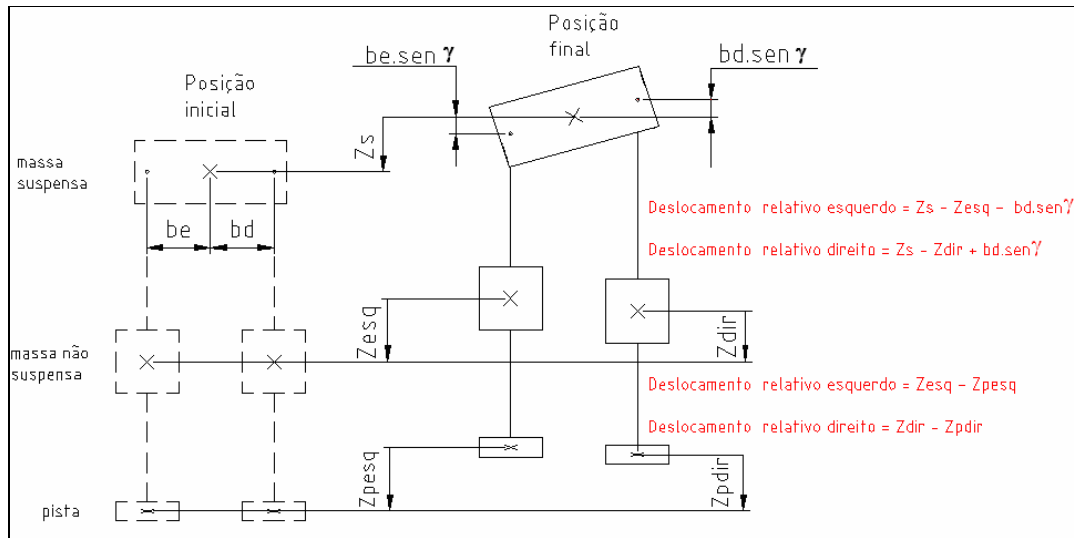 Posição
final
be.sen γ
bd.sen γ
Posição
inicial
massa
suspensa
Zs
be
bd
Deslocamento relativo esquerdo = Zs - Zesq - bd.senγ
Deslocamento relativo direito = Zs - Zdir + bd.senγ
massa não
suspensa
Zesq
Zdir
Deslocamento relativo esquerdo = Zesq - Zpesq
Deslocamento relativo direito = Zdir - Zpdir
Zpesq
Zpdir
pista